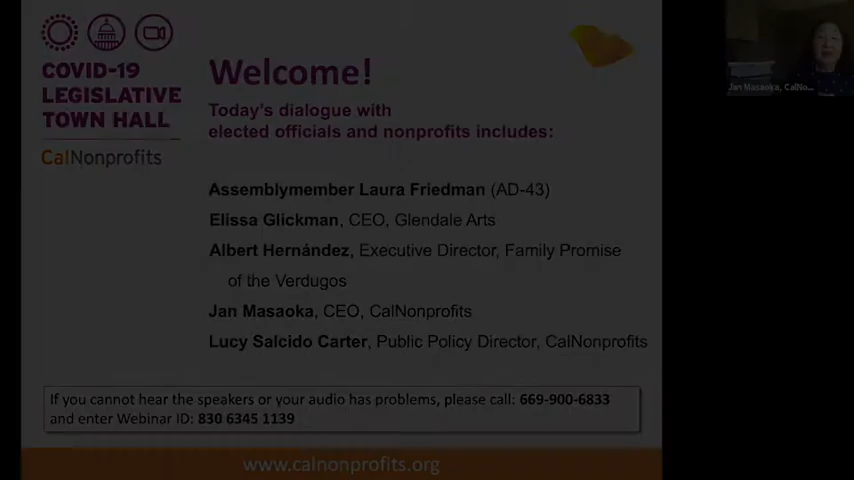 COVID-19
LEGISLATIVE
TOWN HALL
CalNonprofits
Welcome!
Today's dialogue with
elected officials and nonprofits includes:
Assemblymember Laura Friedman (AD-43)
Elissa Glickman, CEO, Glendale Arts
Albert Hernández, Executive Director, Family Promise
of the Verdugos
Jan Masaoka, CEO, CalNonprofits
Lucy Salcido Carter, Public Policy Director, CalNonprofits
If you cannot hear the speakers or your audio has problems, please call: 669-900-6833
and enter Webinar ID: 830 6345 1139
www.calnonprofits.org
Jan Masaoka, CalNo...